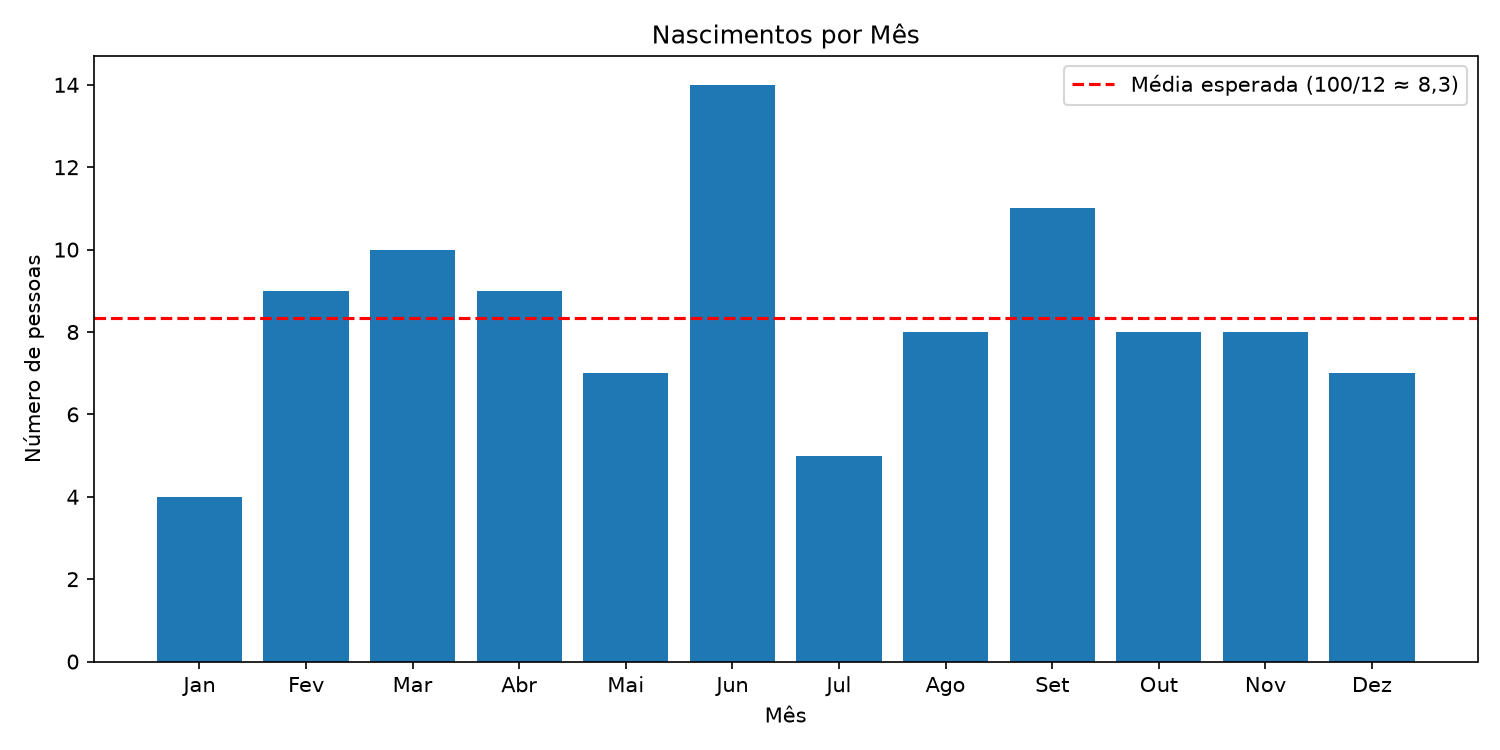 Nascimentos por Mês
Média esperada (100/12 ≈ 8,3)
Número de pessoas
14
12
10
8
6
4
2
0
Jan Fev Mar Abr Mai Jun Jul Ago Set Out Nov Dez
Mês